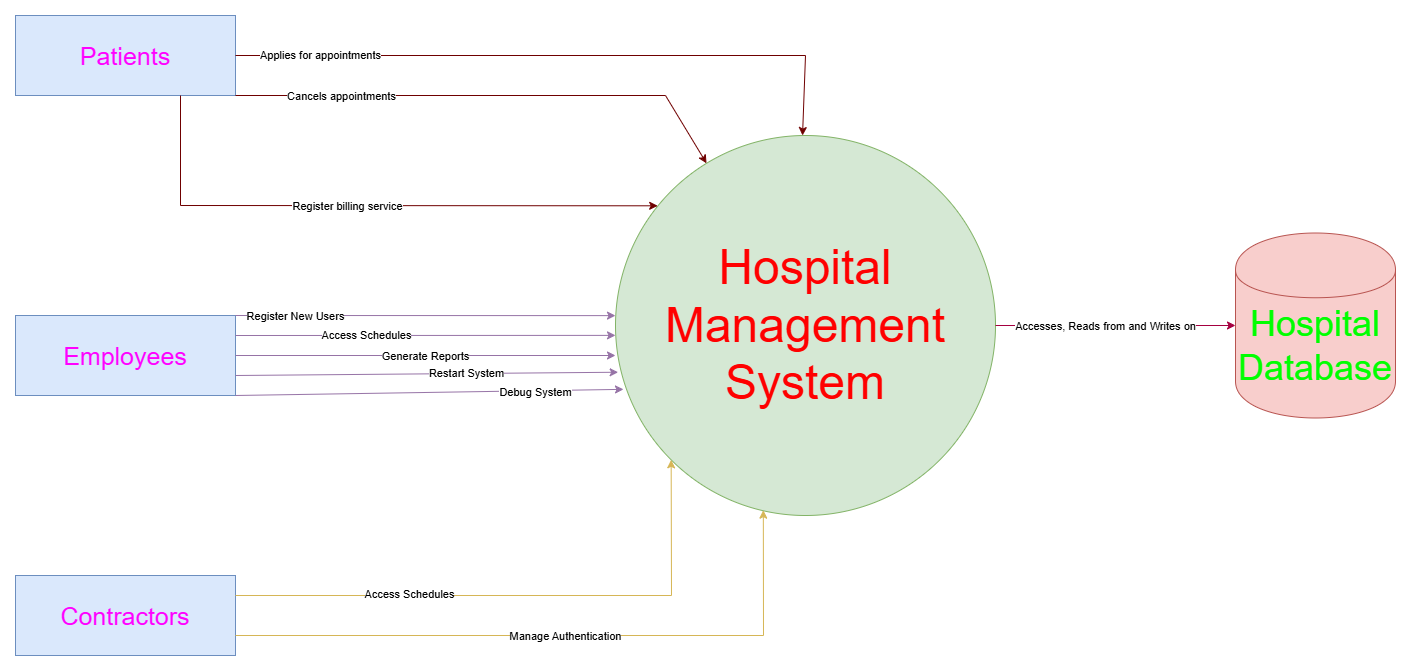 Patients
Applies for appointments
Cancels appointments
Register billing service
Hospital
Management
System
Employees
Register New Users
Access Schedules
Generate Reports
Restart System
Debug System
Accesses, Reads from and Writes on
Hospital
Database
Contractors
Access Schedules
Manage Authentication